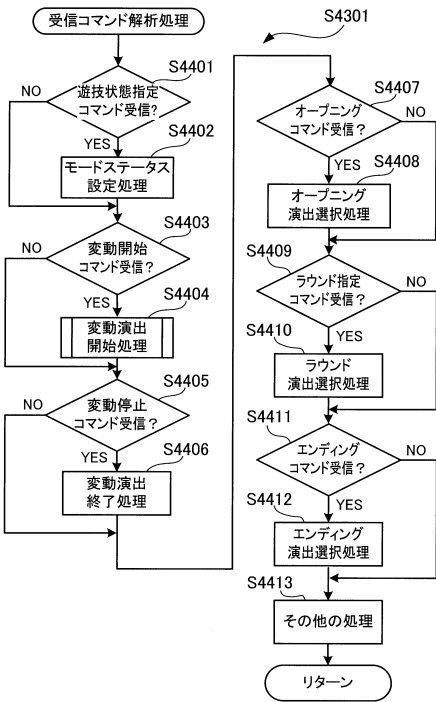 受信コマンド解析処理
S4301
S4401
遊技状態指定
コマンド受信?
NO
YES
S4402
モードステータス
設定処理
S4403
変動開始
コマンド受信?
NO
YES
S4404
変動演出
開始処理
S4405
変動停止
コマンド受信?
NO
YES
S4406
変動演出
終了処理
S4407
オープニング
コマンド受信?
NO
YES
S4408
オープニング
演出選択処理
S4409
ラウンド指定
コマンド受信?
NO
YES
S4410
ラウンド
演出選択処理
S4411
エンディング
コマンド受信?
NO
YES
S4412
エンディング
演出選択処理
S4413
その他の処理
リターン